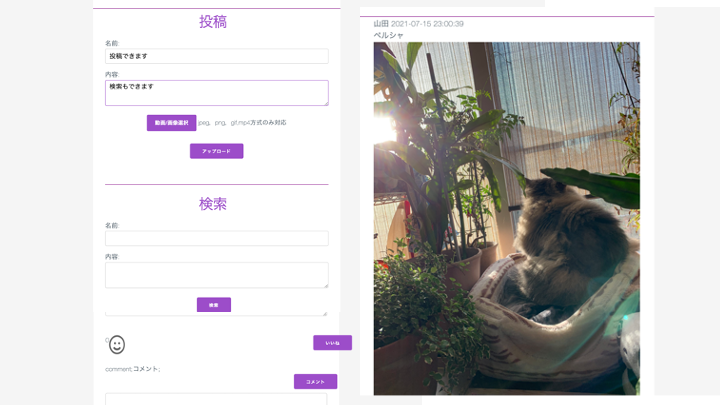 投稿
名前:
投稿できます
内容:
検索もできます
動画/画像選択 jpeg、png、gif,mp4方式のみ対応
アップロード
検索
名前:
内容:
検索
いいね
comment;コメント;
コメント
山田 2021-07-15 23:00:39
ペルシャ